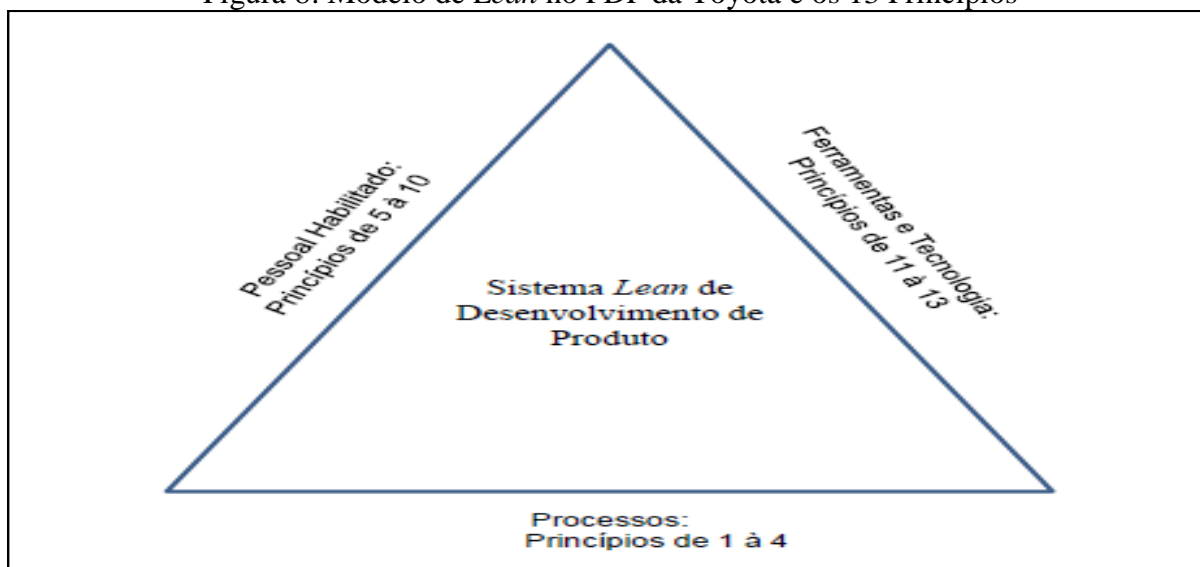 Figura Modelo de Lean no PDP da Toyota e os 13 Princípios
Pessoal Habilitado:
Princípios de 5 à 10
Ferramentas e Tecnologia:
Princípios de 11 à 13
Sistema Lean de
Desenvolvimento de
Produto
Processos:
Princípios de 1 à 4